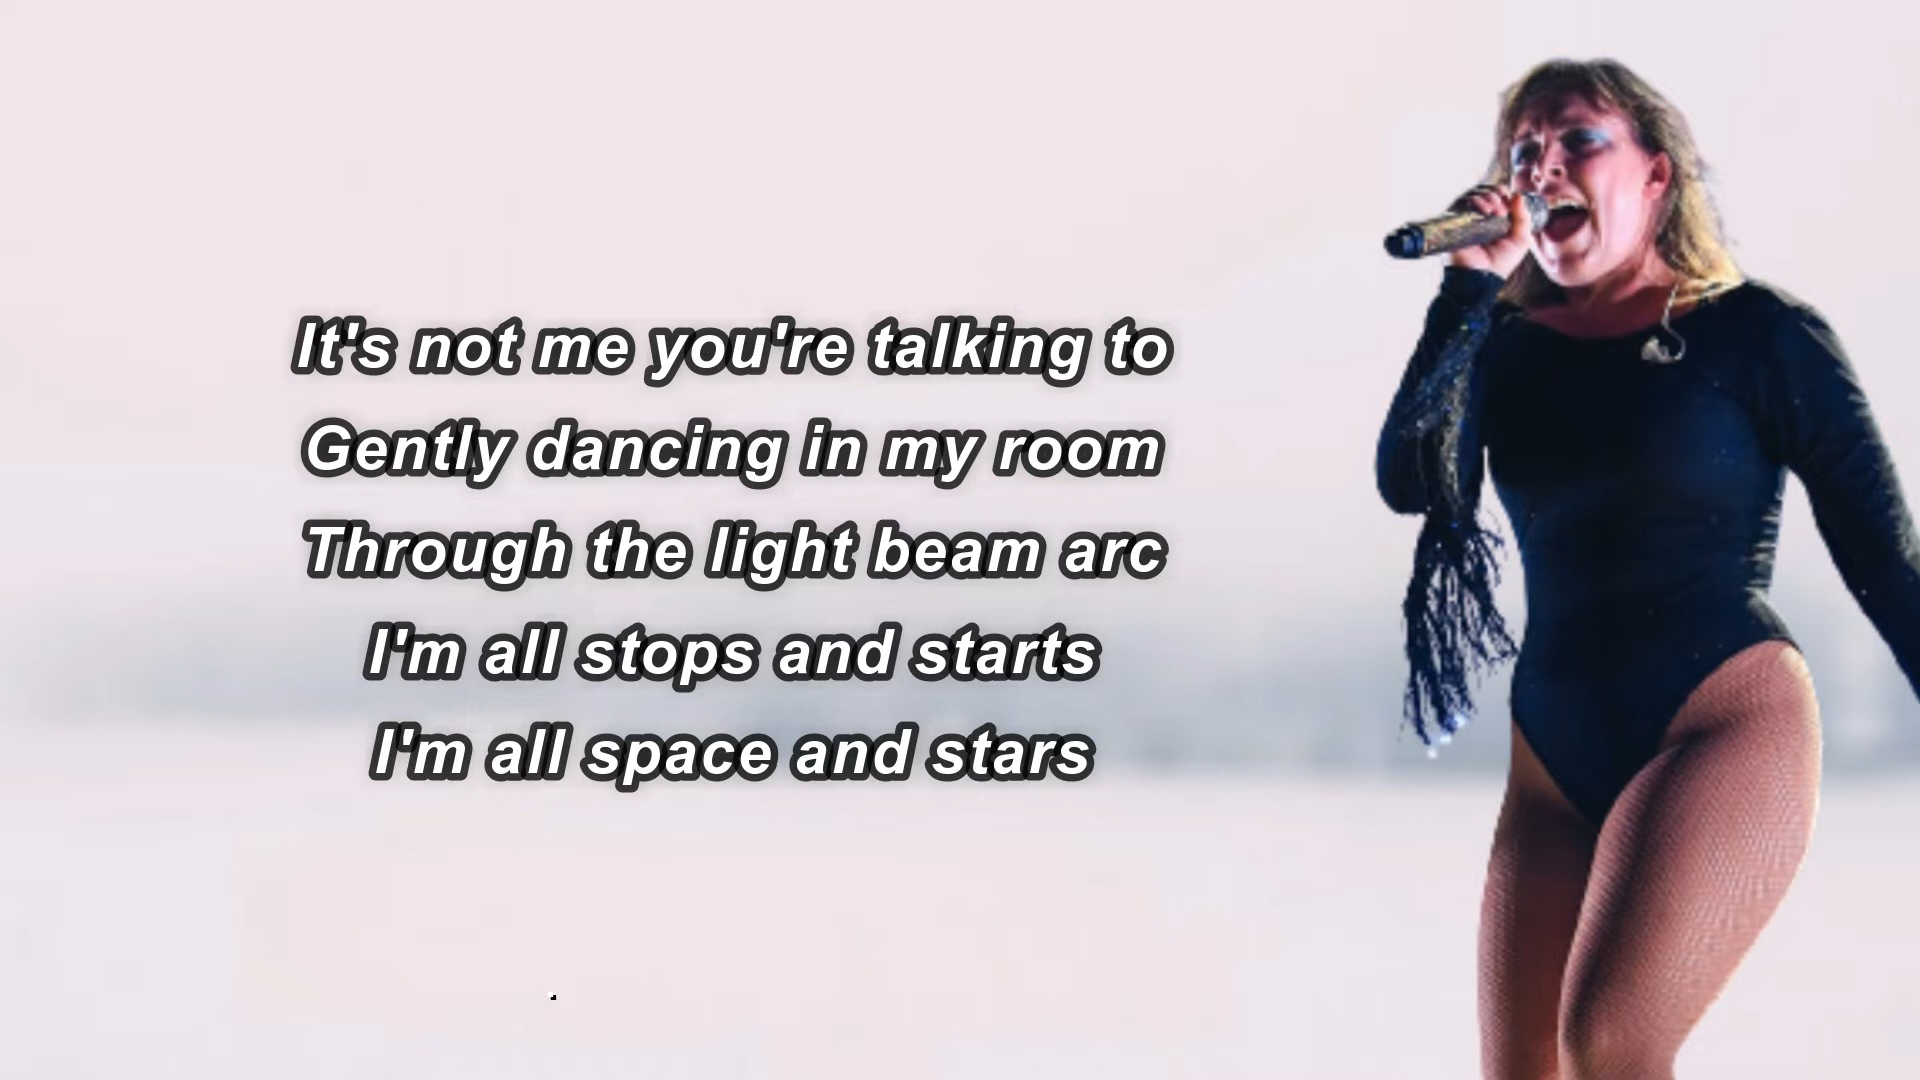 It's not me you're talking to
Gently dancing in my room
Through the light beam arc
I'm all stops and starts
I'm all space and stars